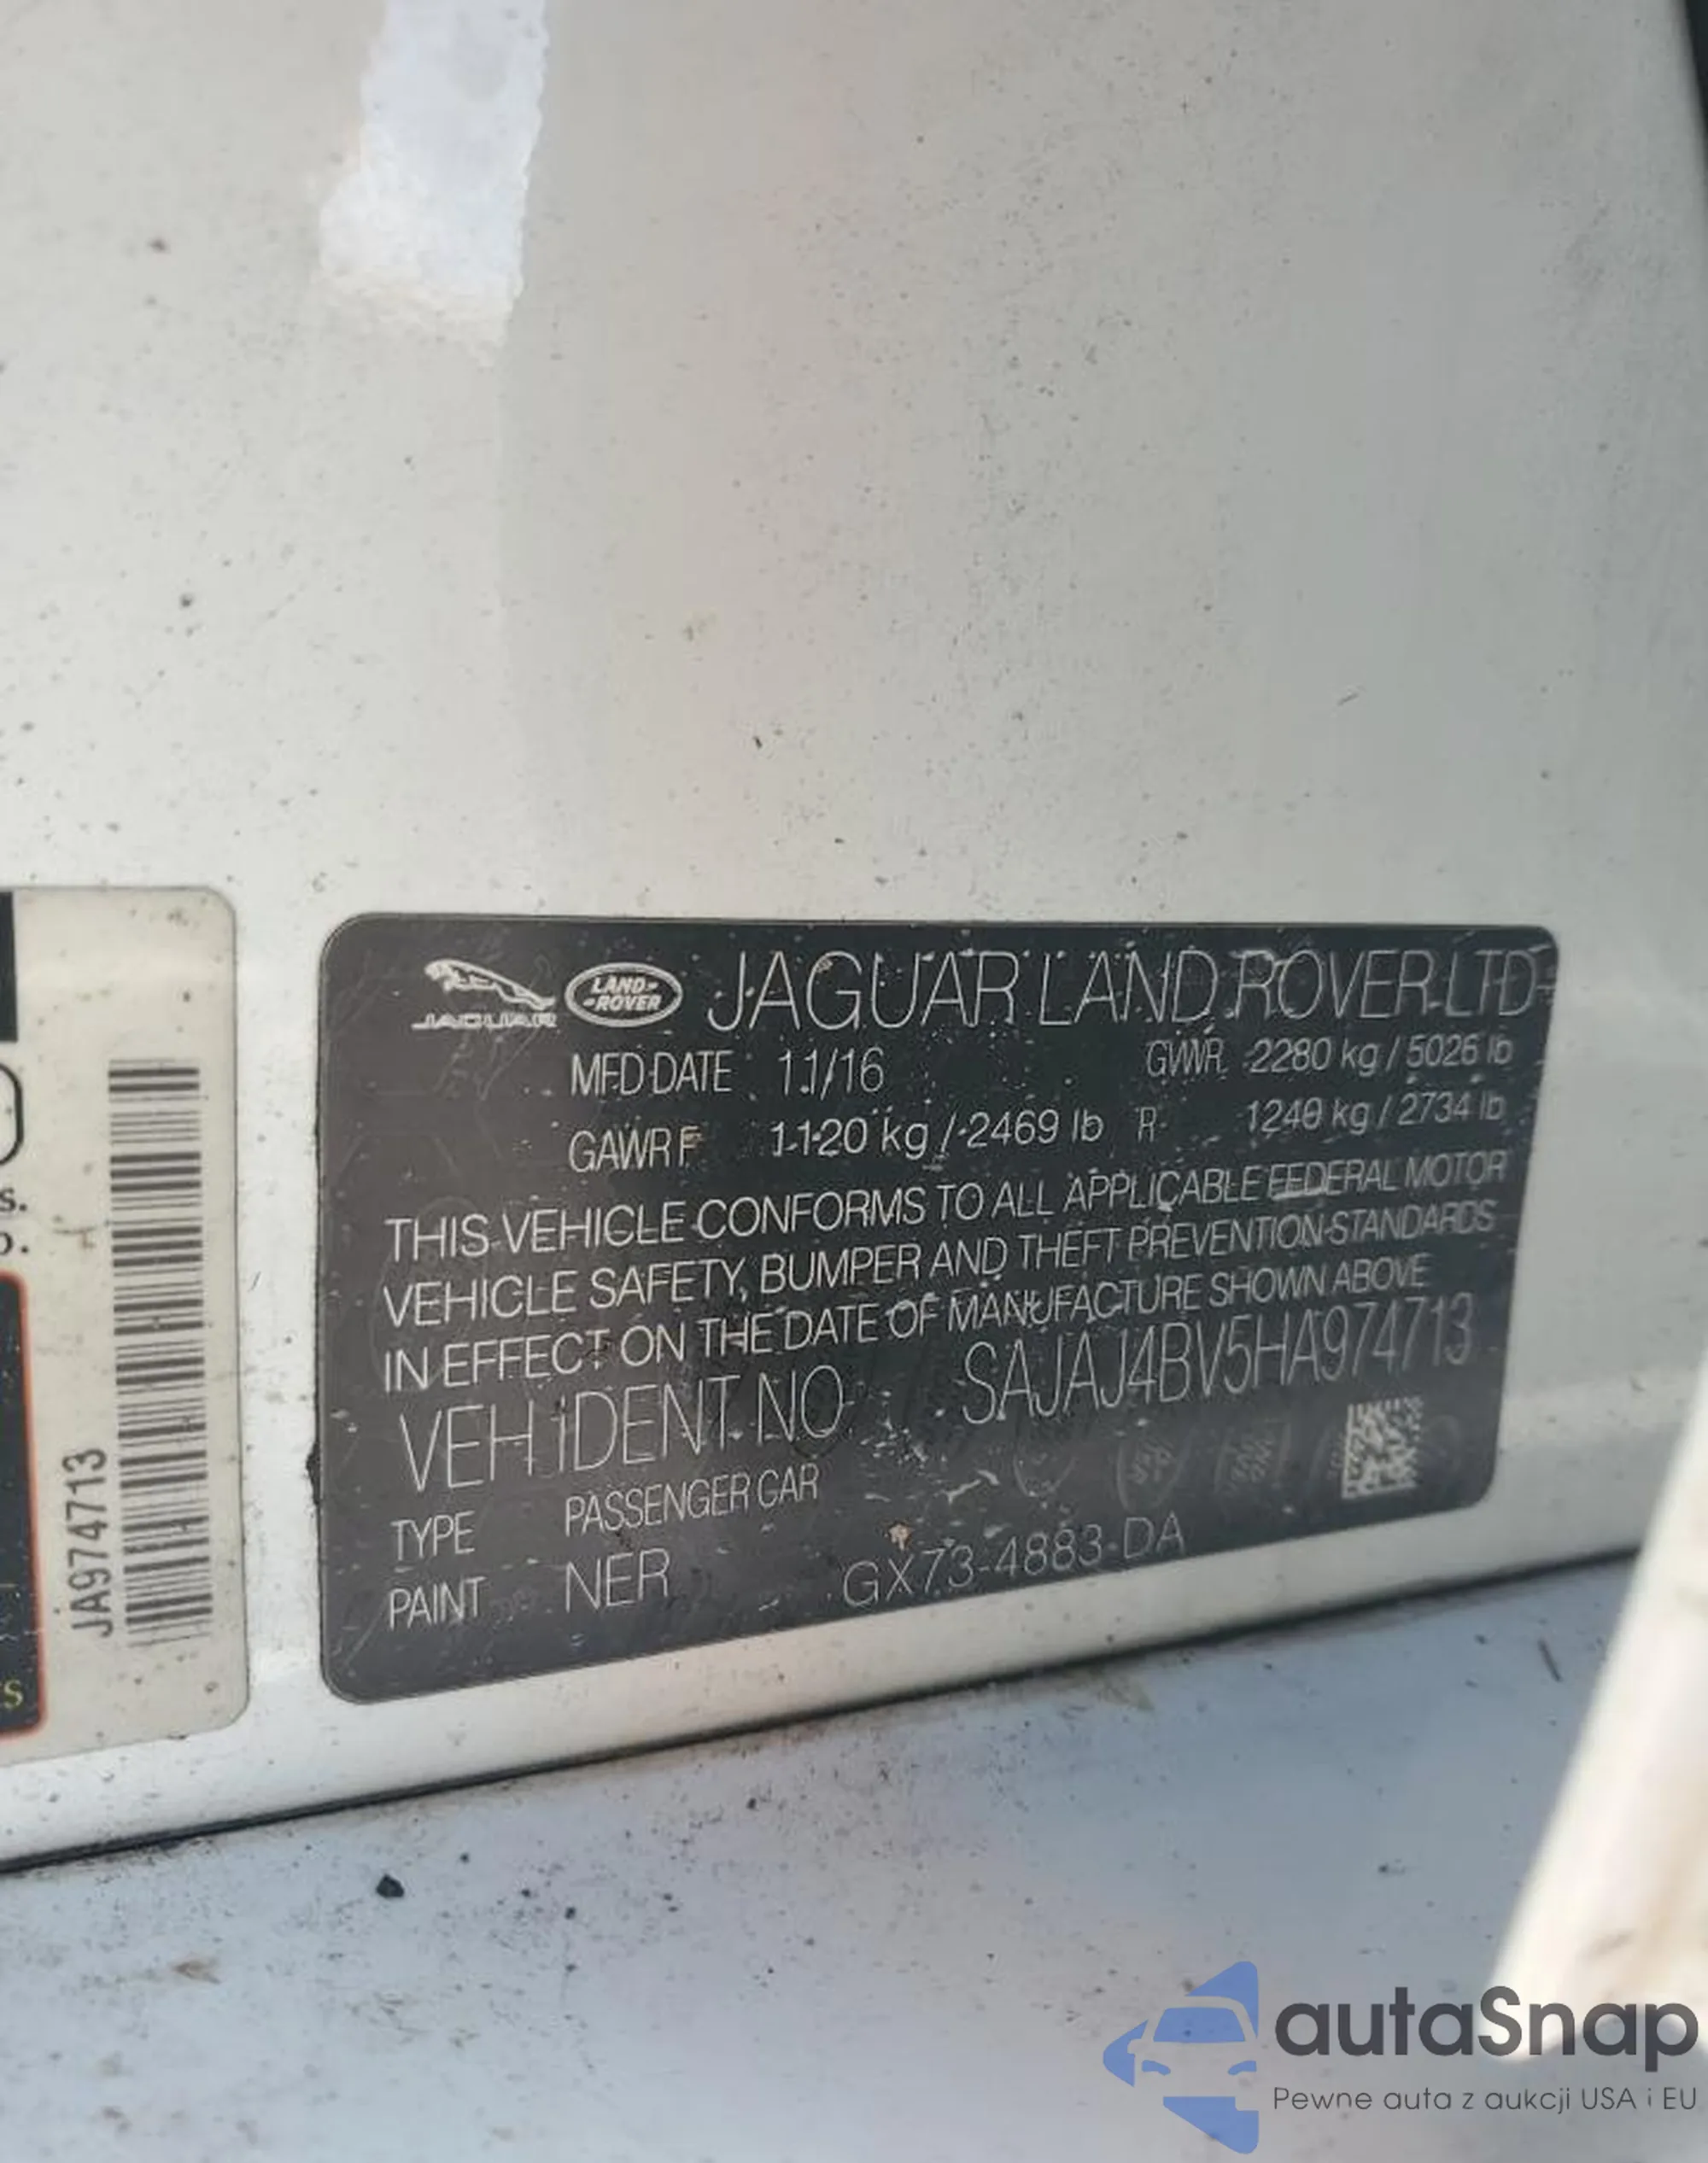 JAGUAR
LAND-
-ROVER
JAGUAR LAND ROVER LTD
MFD DATE 11/16 GVWR 2280 kg / 5026 lb
GAWR F 1120 kg / 2469 lb R 1240 kg / 2734 lb
THIS VEHICLE CONFORMS TO ALL APPLICABLE FEDERAL MOTOR
VEHICLE SAFETY, BUMPER AND THEFT PREVENTION STANDARDS
IN EFFECT ON THE DATE OF MANUFACTURE SHOWN ABOVE
VEH IDENT NO SAJAJ4BV5HA974713
TYPE PASSENGER CAR
PAINT NER GX73-4883-DA
JA974713
autaSnap
Pewne auta z aukcji USA i EU